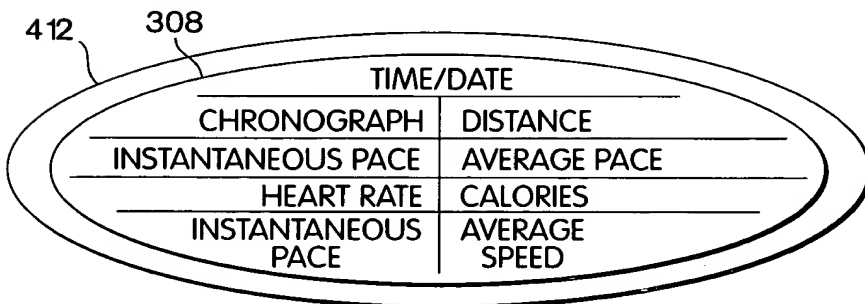 412
308
TIME/DATE
CHRONOGRAPH DISTANCE
INSTANTANEOUS PACE AVERAGE PACE
HEART RATE CALORIES
INSTANTANEOUS AVERAGE
PACE SPEED